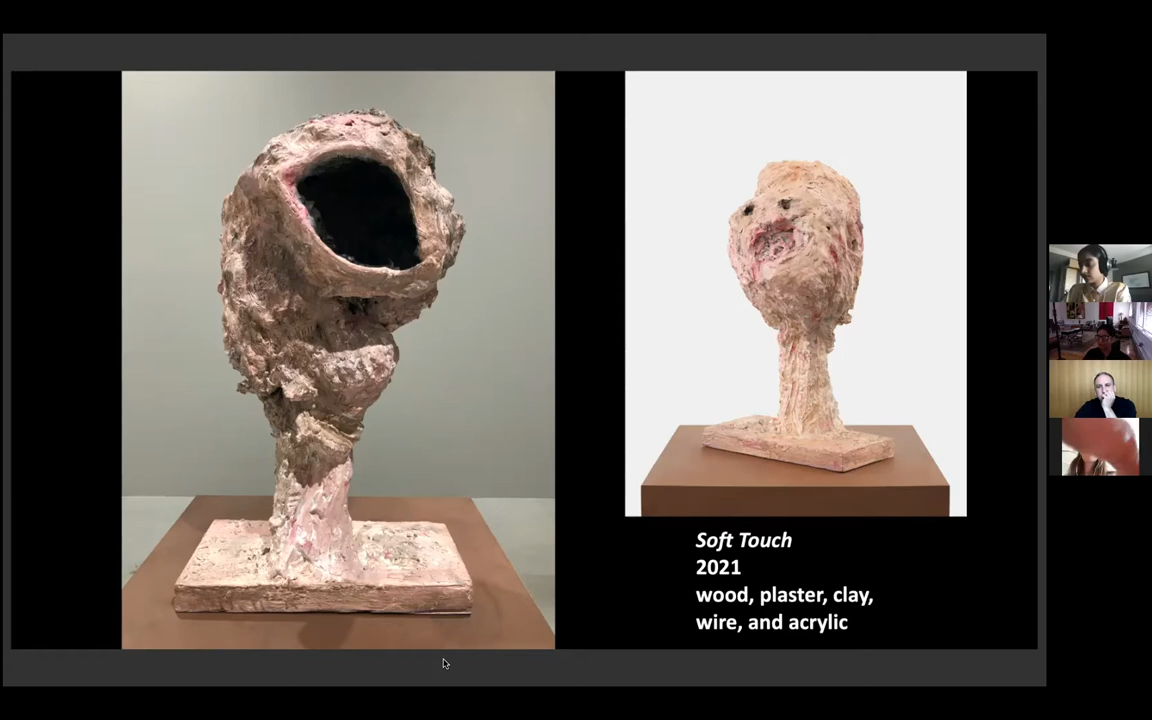 Soft Touch
2021
wood, plaster, clay,
wire, and acrylic